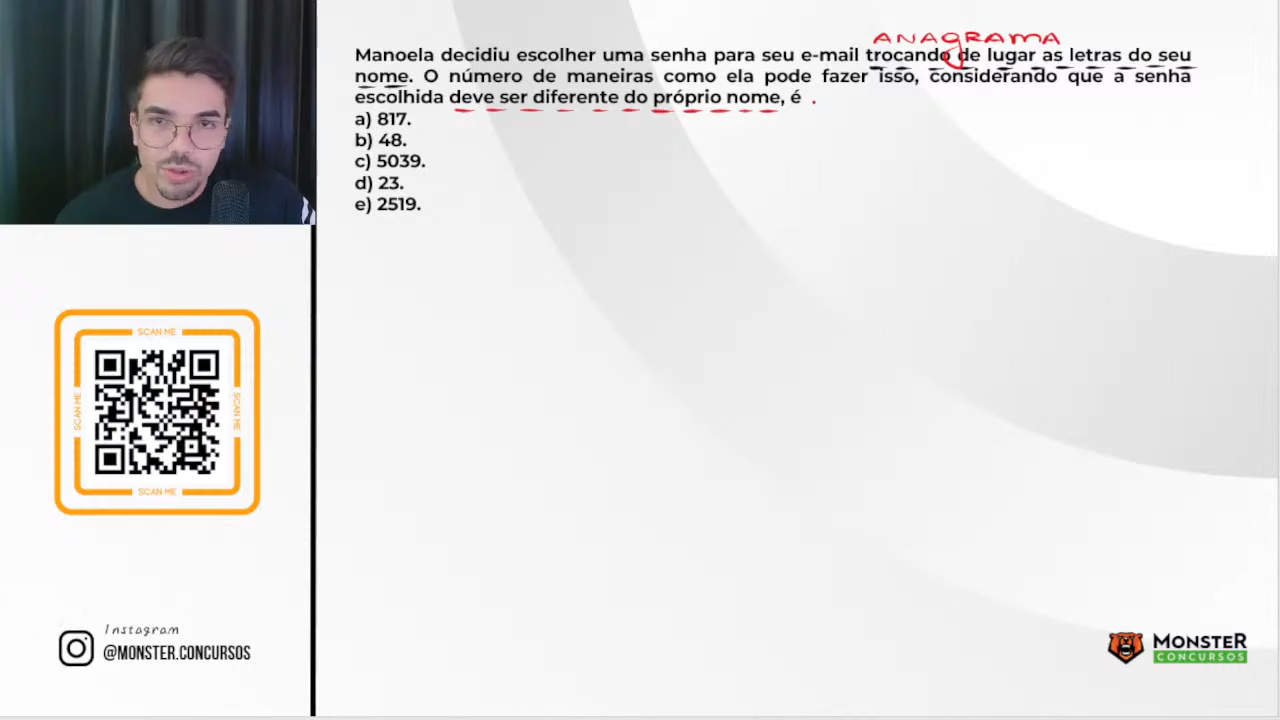 ANAGRAMA
Manoela decidiu escolher uma senha para seu e-mail trocando de lugar as letras do seu
nome. O número de maneiras como ela pode fazer isso, considerando que a senha
escolhida deve ser diferente do próprio nome, é .
a) 817.
b) 48.
c) 5039.
d) 23.
e) 2519.
SCAN ME
SCAN ME
SCAN ME
SCAN ME
Instagram
@MONSTER.CONCURSOS
MONSTER
CONCURSOS